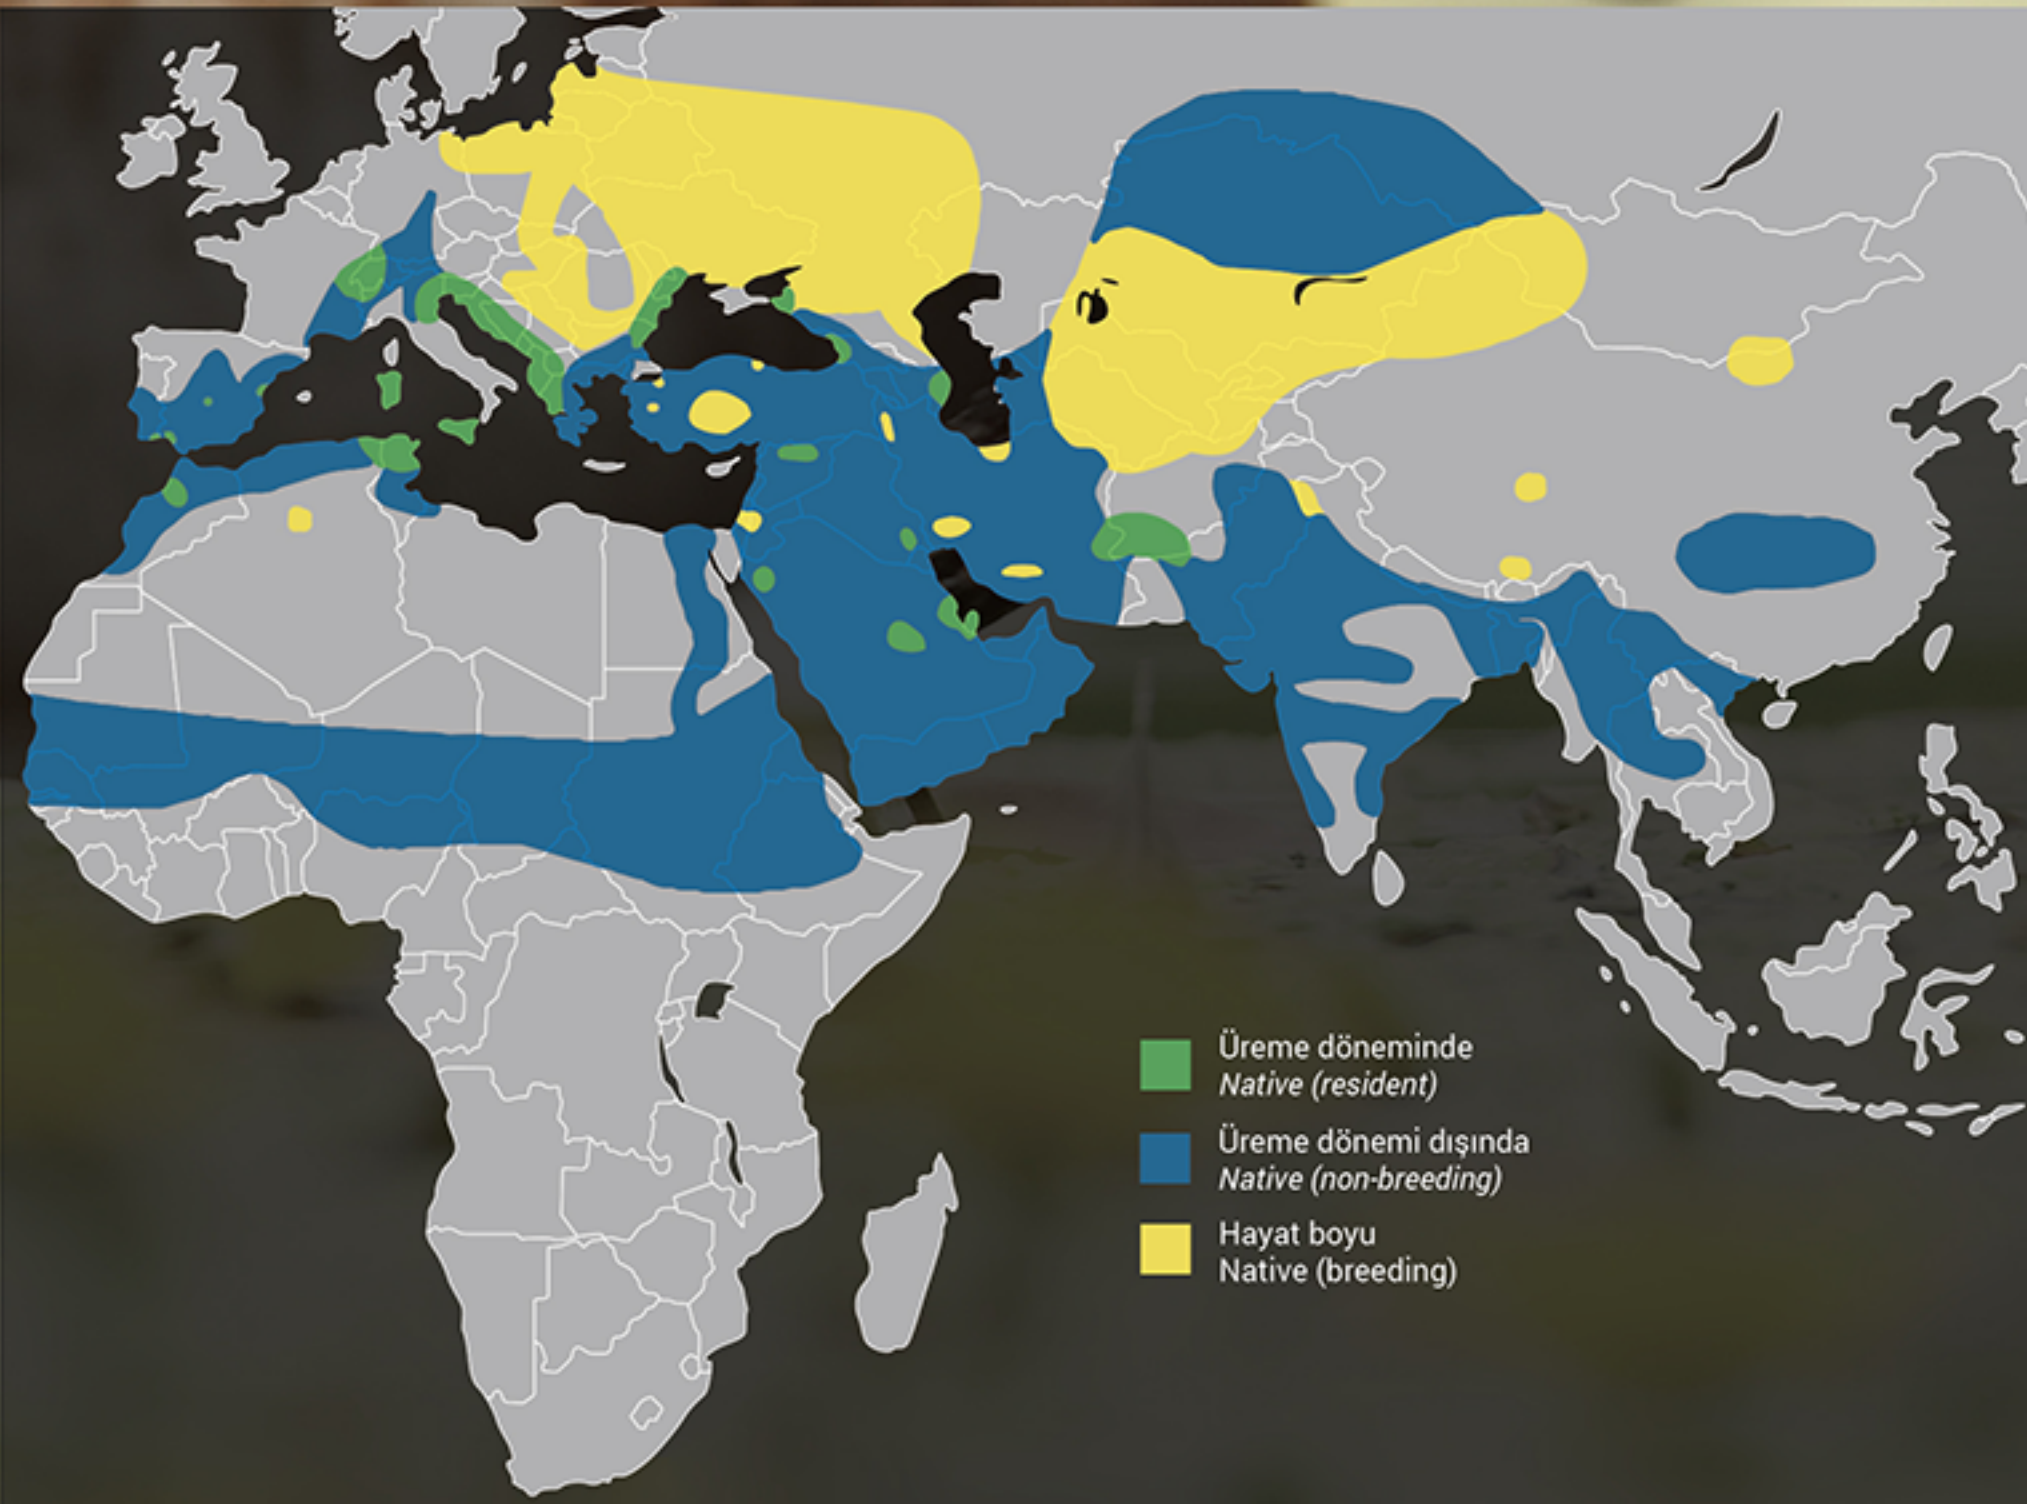 Üreme döneminde
Native (resident)
Üreme dönemi dışında
Native (non-breeding)
Hayat boyu
Native (breeding)